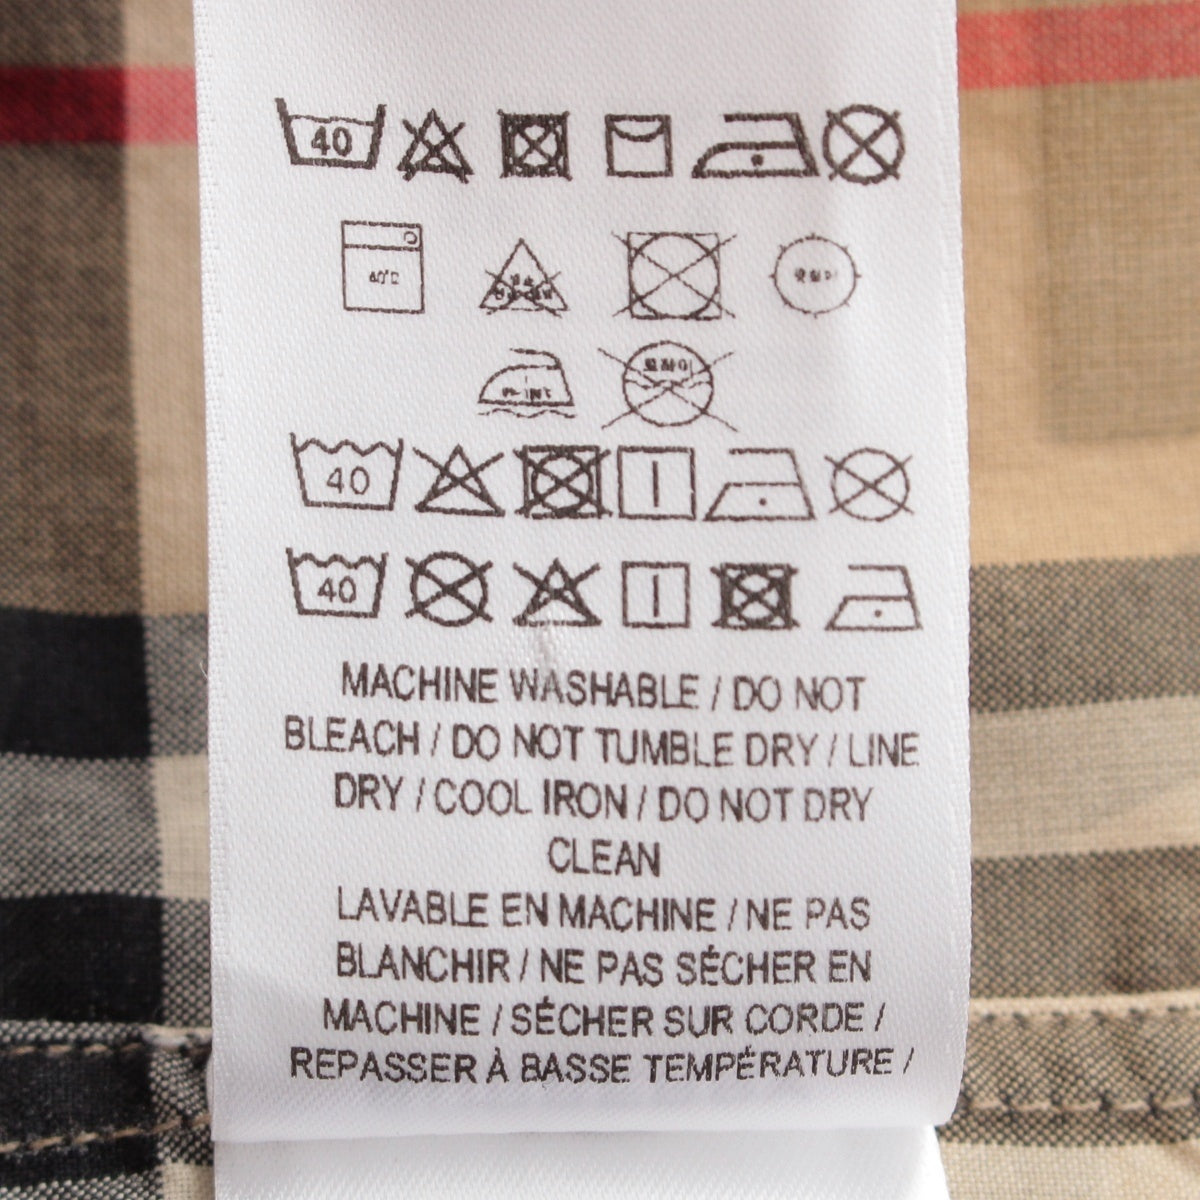 40
40°C
40
40
MACHINE WASHABLE / DO NOT
BLEACH / DO NOT TUMBLE DRY / LINE
DRY / COOL IRON / DO NOT DRY
CLEAN
LAVABLE EN MACHINE / NE PAS
BLANCHIR / NE PAS SÉCHER EN
MACHINE / SÉCHER SUR CORDE /
REPASSER À BASSE TEMPÉRATURE /